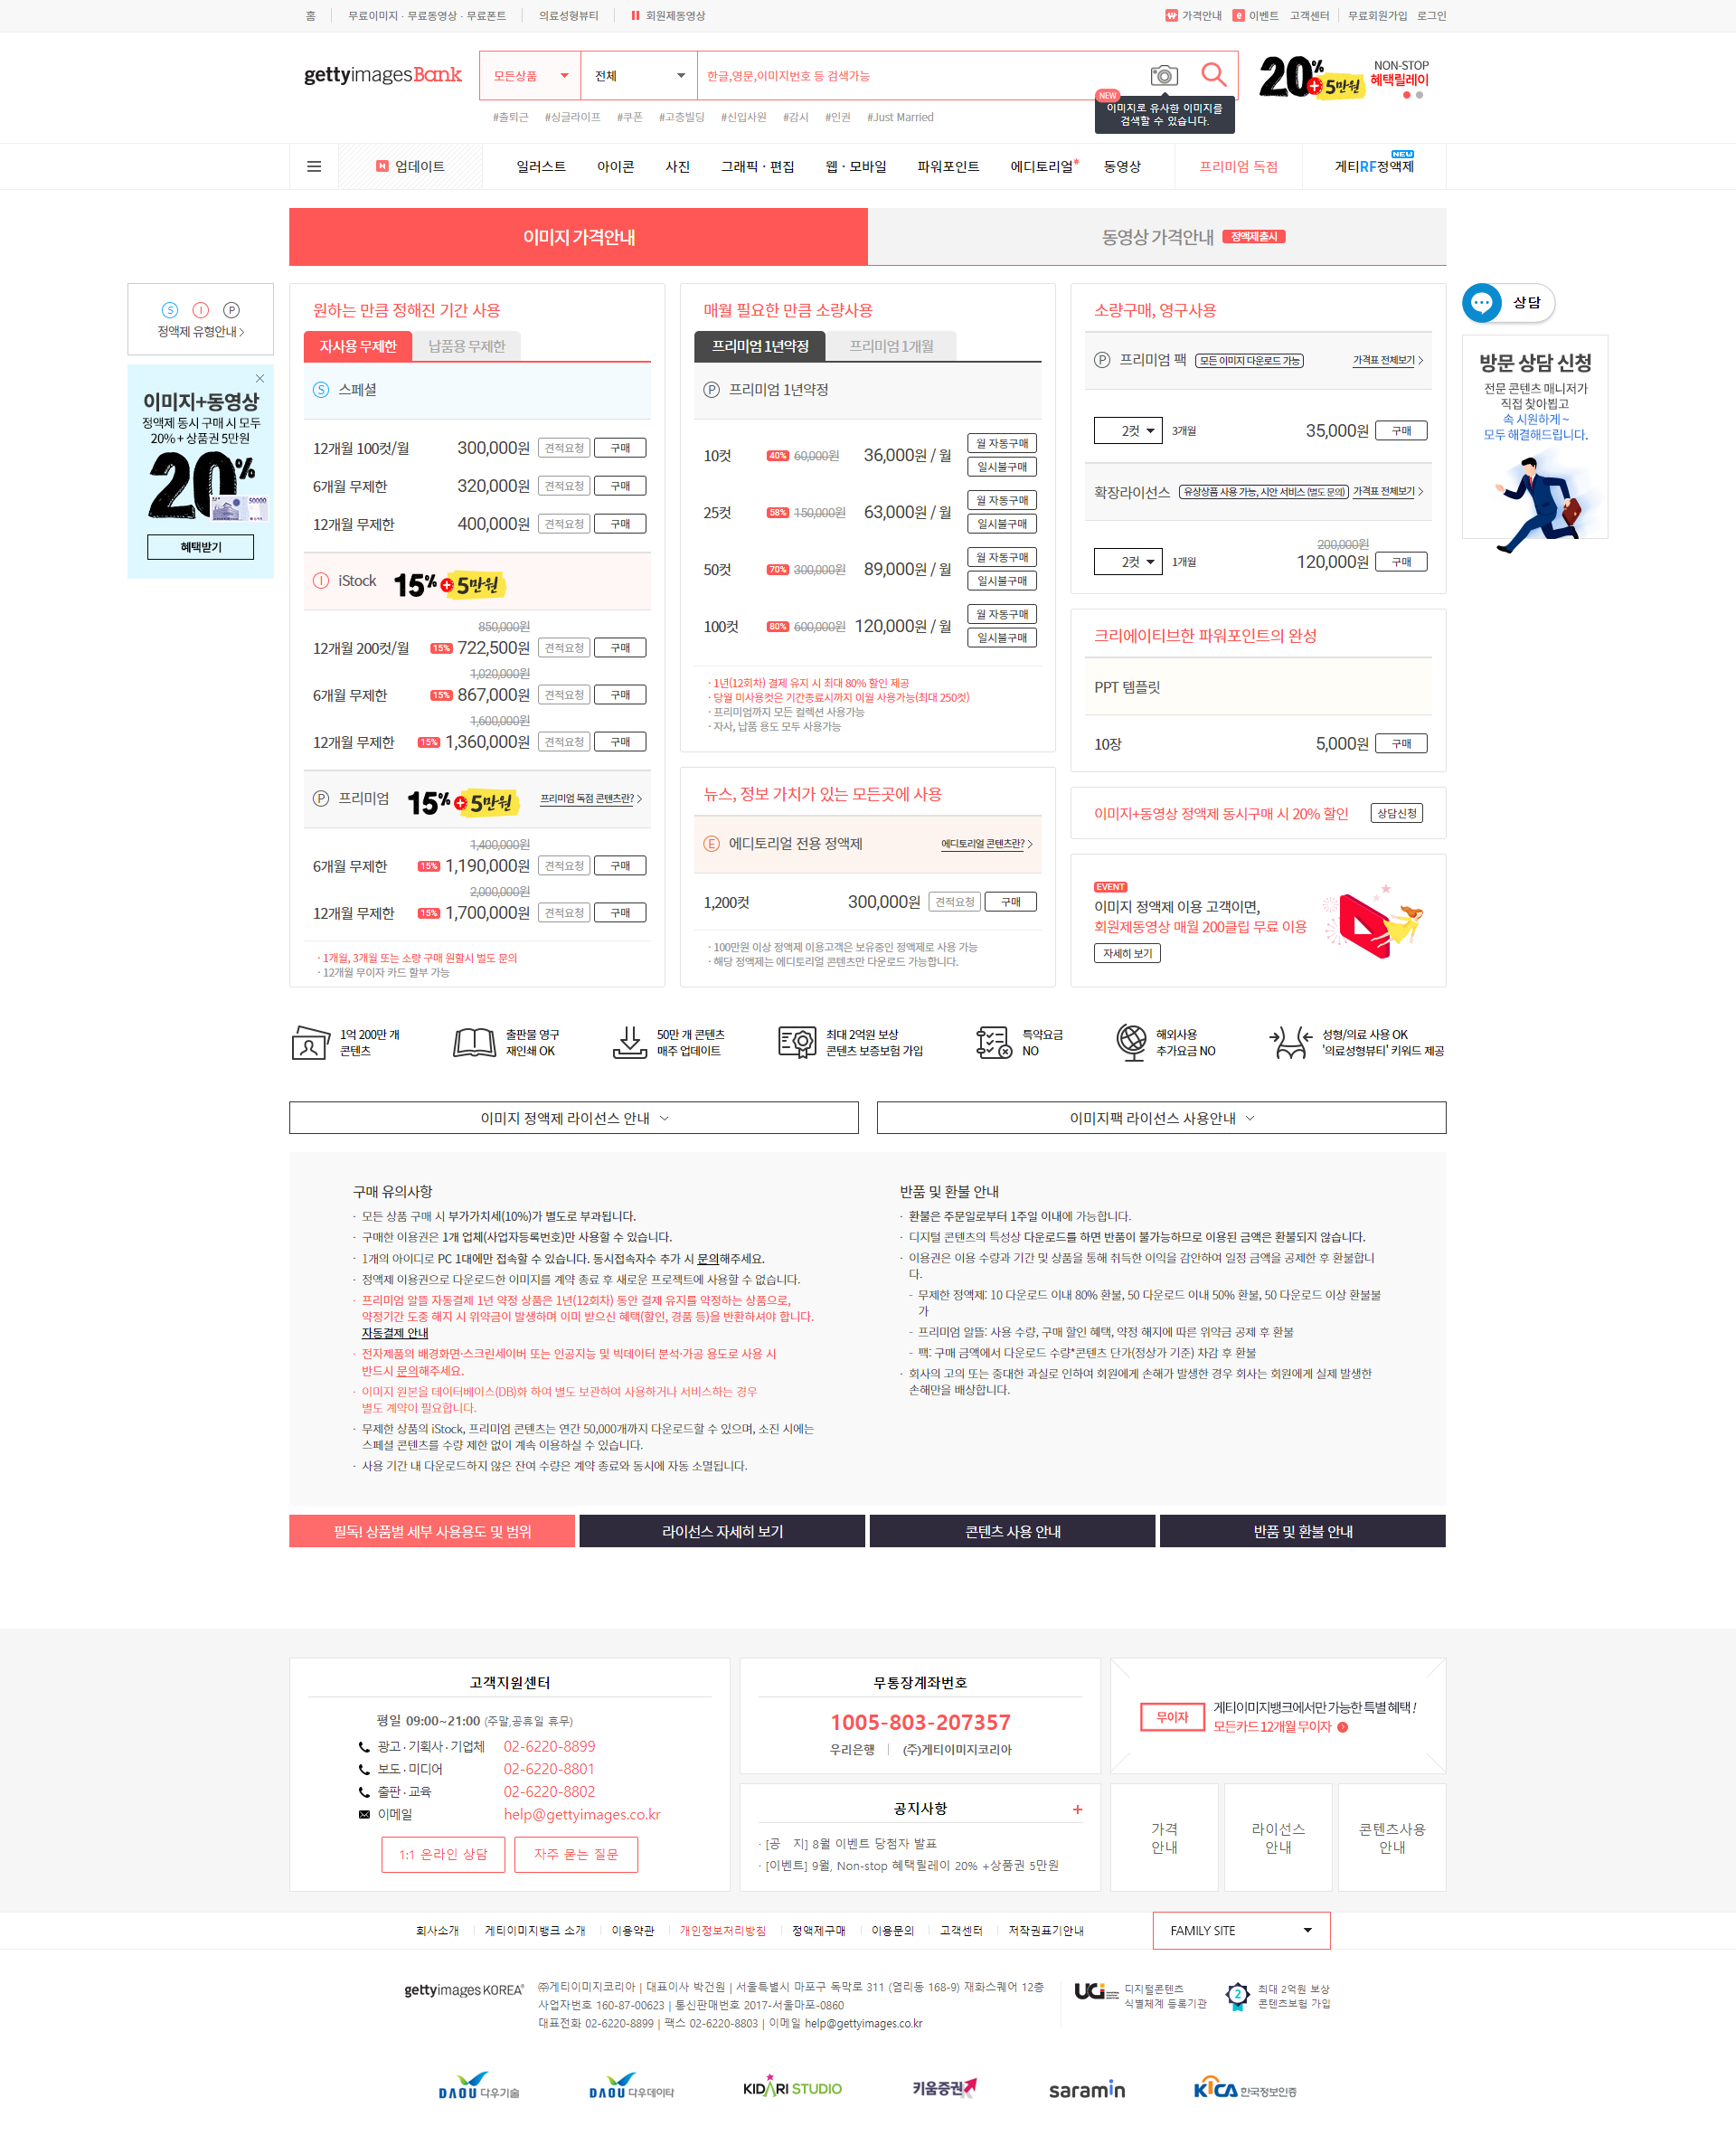 홈
무료이미지 · 무료동영상 · 무료폰트
의료성형뷰티
회원제동영상
가격안내
이벤트
고객센터
무료회원가입
로그인
gettyimagesBank
모든상품
전체
한글,영문,이미지번호 등 검색가능
NEW
이미지로 유사한 이미지를
검색할 수 있습니다.
20%+5만원
NON-STOP
혜택릴레이
#출퇴근 #싱글라이프 #쿠폰 #고층빌딩 #신입사원 #감시 #인권 #Just Married
업데이트
일러스트
아이콘
사진
그래픽 · 편집
웹 · 모바일
파워포인트
에디토리얼*
동영상
프리미엄 독점
게티RF정액제
NEU
이미지 가격안내
동영상 가격안내 정액제출시
S I P
정액제 유형안내 >
이미지+동영상
정액제 동시 구매 시 모두
20% + 상품권 5만원
20%
50000
혜택받기
원하는 만큼 정해진 기간 사용
자사용 무제한
납품용 무제한
S 스페셜
12개월 100컷/월 300,000원 견적요청 구매
6개월 무제한 320,000원 견적요청 구매
12개월 무제한 400,000원 견적요청 구매
I iStock 15%+5만원
850,000원
12개월 200컷/월 15% 722,500원 견적요청 구매
1,020,000원
6개월 무제한 15% 867,000원 견적요청 구매
1,600,000원
12개월 무제한 15% 1,360,000원 견적요청 구매
P 프리미엄 15%+5만원 프리미엄 독점 콘텐츠란? >
1,400,000원
6개월 무제한 15% 1,190,000원 견적요청 구매
2,000,000원
12개월 무제한 15% 1,700,000원 견적요청 구매
· 1개월, 3개월 또는 소량 구매 원할시 별도 문의
· 12개월 무이자 카드 할부 가능
매월 필요한 만큼 소량사용
프리미엄 1년약정
프리미엄 1개월
P 프리미엄 1년약정
10컷 40% 60,000원 36,000원 / 월 월 자동구매
일시불구매
25컷 58% 150,000원 63,000원 / 월 월 자동구매
일시불구매
50컷 70% 300,000원 89,000원 / 월 월 자동구매
일시불구매
100컷 80% 600,000원 120,000원 / 월 월 자동구매
일시불구매
· 1년(12회차) 결제 유지 시 최대 80% 할인 제공
· 당월 미사용컷은 기간종료시까지 이월 사용가능(최대 250컷)
· 프리미엄까지 모든 컬렉션 사용가능
· 자사, 납품 용도 모두 사용가능
뉴스, 정보 가치가 있는 모든곳에 사용
E 에디토리얼 전용 정액제 에디토리얼 콘텐츠란? >
1,200컷 300,000원 견적요청 구매
· 100만원 이상 정액제 이용고객은 보유중인 정액제로 사용 가능
· 해당 정액제는 에디토리얼 콘텐츠만 다운로드 가능합니다.
소량구매, 영구사용
P 프리미엄 팩 모든 이미지 다운로드 가능 가격표 전체보기 >
2컷 3개월 35,000원 구매
확장라이선스 유상상품 사용 가능, 시안 서비스 (별도 문의) 가격표 전체보기 >
200,000원
2컷 1개월 120,000원 구매
크리에이티브한 파워포인트의 완성
PPT 템플릿
10장 5,000원 구매
이미지+동영상 정액제 동시구매 시 20% 할인 상담신청
EVENT
이미지 정액제 이용 고객이면,
회원제동영상 매월 200클립 무료 이용
자세히 보기
상담
방문 상담 신청
전문 콘텐츠 매니저가
직접 찾아뵙고
속 시원하게 ~
모두 해결해드립니다.
1억 200만 개
콘텐츠
출판물 영구
재인쇄 OK
50만 개 콘텐츠
매주 업데이트
최대 2억원 보상
콘텐츠 보증보험 가입
특약요금
NO
해외사용
추가요금 NO
성형/의료 사용 OK
'의료성형뷰티' 키워드 제공
이미지 정액제 라이선스 안내
이미지팩 라이선스 사용안내
구매 유의사항
· 모든 상품 구매 시 부가가치세(10%)가 별도로 부과됩니다.
· 구매한 이용권은 1개 업체(사업자등록번호)만 사용할 수 있습니다.
· 1개의 아이디로 PC 1대에만 접속할 수 있습니다. 동시접속자수 추가 시 문의해주세요.
· 정액제 이용권으로 다운로드한 이미지를 계약 종료 후 새로운 프로젝트에 사용할 수 없습니다.
· 프리미엄 알뜰 자동결제 1년 약정 상품은 1년(12회차) 동안 결제 유지를 약정하는 상품으로,
약정기간 도중 해지 시 위약금이 발생하며 이미 받으신 혜택(할인, 경품 등)을 반환하셔야 합니다.
자동결제 안내
· 전자제품의 배경화면·스크린세이버 또는 인공지능 및 빅데이터 분석·가공 용도로 사용 시
반드시 문의해주세요.
· 이미지 원본을 데이터베이스(DB)화 하여 별도 보관하여 사용하거나 서비스하는 경우
별도 계약이 필요합니다.
· 무제한 상품의 iStock, 프리미엄 콘텐츠는 연간 50,000개까지 다운로드할 수 있으며, 소진 시에는
스페셜 콘텐츠를 수량 제한 없이 계속 이용하실 수 있습니다.
· 사용 기간 내 다운로드하지 않은 잔여 수량은 계약 종료와 동시에 자동 소멸됩니다.
반품 및 환불 안내
· 환불은 주문일로부터 1주일 이내에 가능합니다.
· 디지털 콘텐츠의 특성상 다운로드를 하면 반품이 불가능하므로 이용된 금액은 환불되지 않습니다.
· 이용권은 이용 수량과 기간 및 상품을 통해 취득한 이익을 감안하여 일정 금액을 공제한 후 환불합니
다.
- 무제한 정액제: 10 다운로드 이내 80% 환불, 50 다운로드 이내 50% 환불, 50 다운로드 이상 환불불
가
- 프리미엄 알뜰: 사용 수량, 구매 할인 혜택, 약정 해지에 따른 위약금 공제 후 환불
- 팩: 구매 금액에서 다운로드 수량*콘텐츠 단가(정상가 기준) 차감 후 환불
· 회사의 고의 또는 중대한 과실로 인하여 회원에게 손해가 발생한 경우 회사는 회원에게 실제 발생한
손해만을 배상합니다.
필독! 상품별 세부 사용용도 및 범위
라이선스 자세히 보기
콘텐츠 사용 안내
반품 및 환불 안내
고객지원센터
평일 09:00~21:00 (주말,공휴일 휴무)
광고 · 기획사 · 기업체 02-6220-8899
보도 · 미디어 02-6220-8801
출판 · 교육 02-6220-8802
이메일 help@gettyimages.co.kr
1:1 온라인 상담
자주 묻는 질문
무통장계좌번호
1005-803-207357
우리은행 | (주)게티이미지코리아
공지사항 +
· [공 지] 8월 이벤트 당첨자 발표
· [이벤트] 9월, Non-stop 혜택릴레이 20% +상품권 5만원
무이자
게티이미지뱅크에서만 가능한 특별 혜택 !
모든카드 12개월 무이자
가격
안내
라이선스
안내
콘텐츠사용
안내
회사소개
게티이미지뱅크 소개
이용약관
개인정보처리방침
정액제구매
이용문의
고객센터
저작권표기안내
FAMILY SITE
gettyimages KOREA
㈜게티이미지코리아 | 대표이사 박건원 | 서울특별시 마포구 독막로 311 (염리동 168-9) 재화스퀘어 12층
사업자번호 160-87-00623 | 통신판매번호 2017-서울마포-0860
대표전화 02-6220-8899 | 팩스 02-6220-8803 | 이메일 help@gettyimages.co.kr
UCi
디지털콘텐츠
식별체계 등록기관
2
최대 2억원 보상
콘텐츠보험 가입
DAOU 다우기술
DAOU 다우데이타
KIDARI STUDIO
키움증권
saramin
KICA 한국정보인증